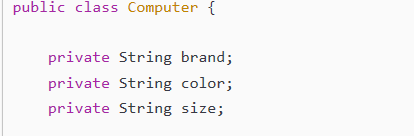 public class Computer {
private String brand;
private String color;
private String size;